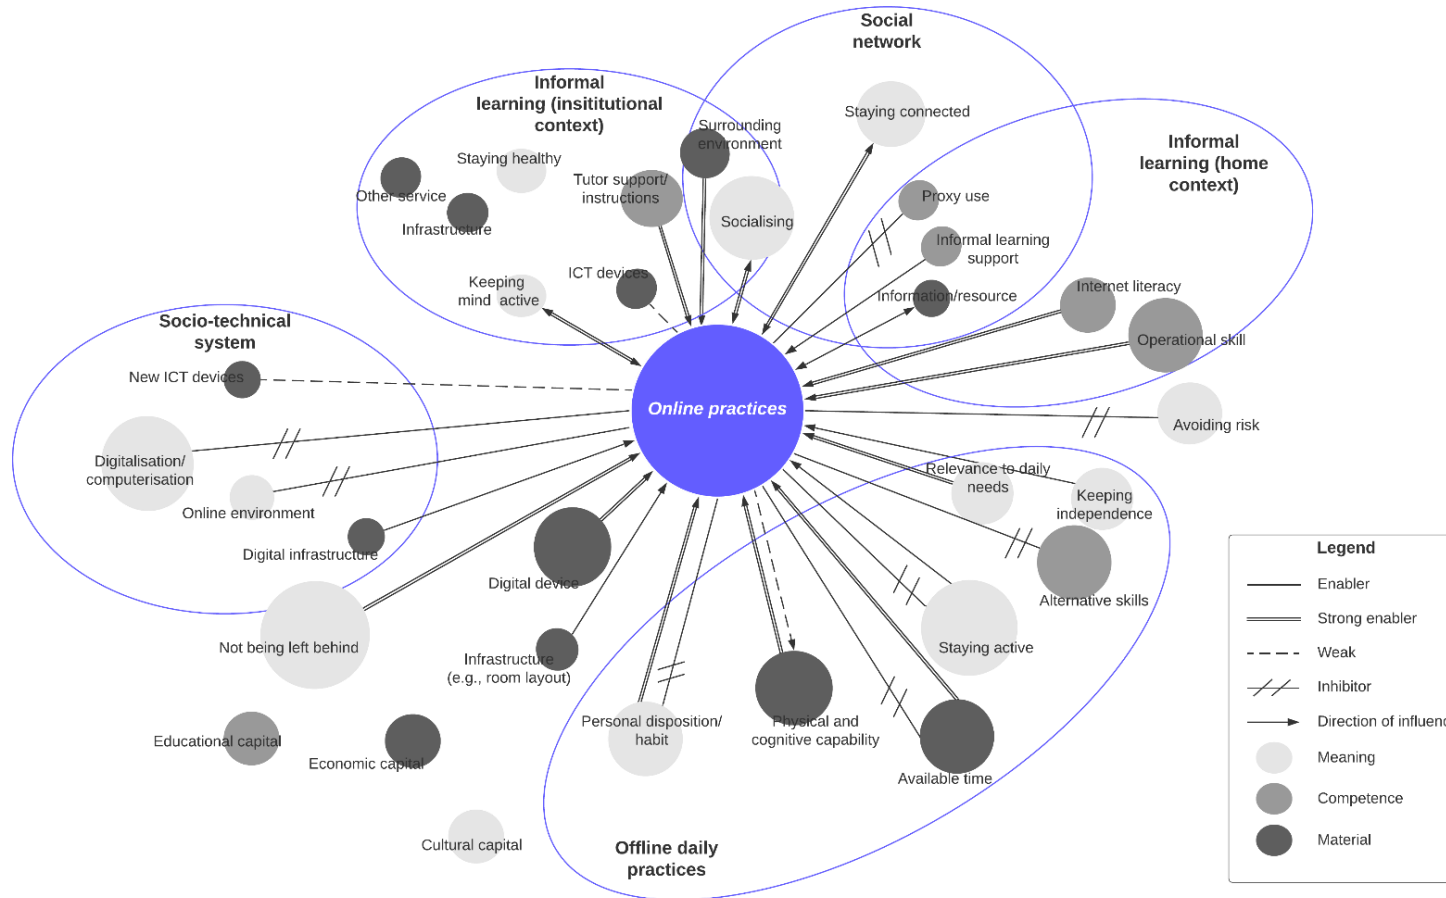 Social
network
Informal
learning (insititutional
context)
Surrounding
environment
Staying connected
Informal
learning (home
context)
Staying healthy
Other service
Tutor support/
instructions
Infrastructure
Socialising
Proxy use
Informal learning
support
Keeping
mind active
ICT devices
Information/resource
Internet literacy
Operational skill
Socio-technical
system
New ICT devices
Online practices
Avoiding risk
Digitalisation/
computerisation
Online environment
Digital infrastructure
Relevance to daily
needs
Keeping
independence
Digital device
Alternative skills
Not being left behind
Infrastructure
(e.g., room layout)
Staying active
Personal disposition/
habit
Physical and
cognitive capability
Available time
Educational capital
Economic capital
Cultural capital
Offline daily
practices
Legend
Enabler
Strong enabler
Weak
Inhibitor
Direction of influenc
Meaning
Competence
Material